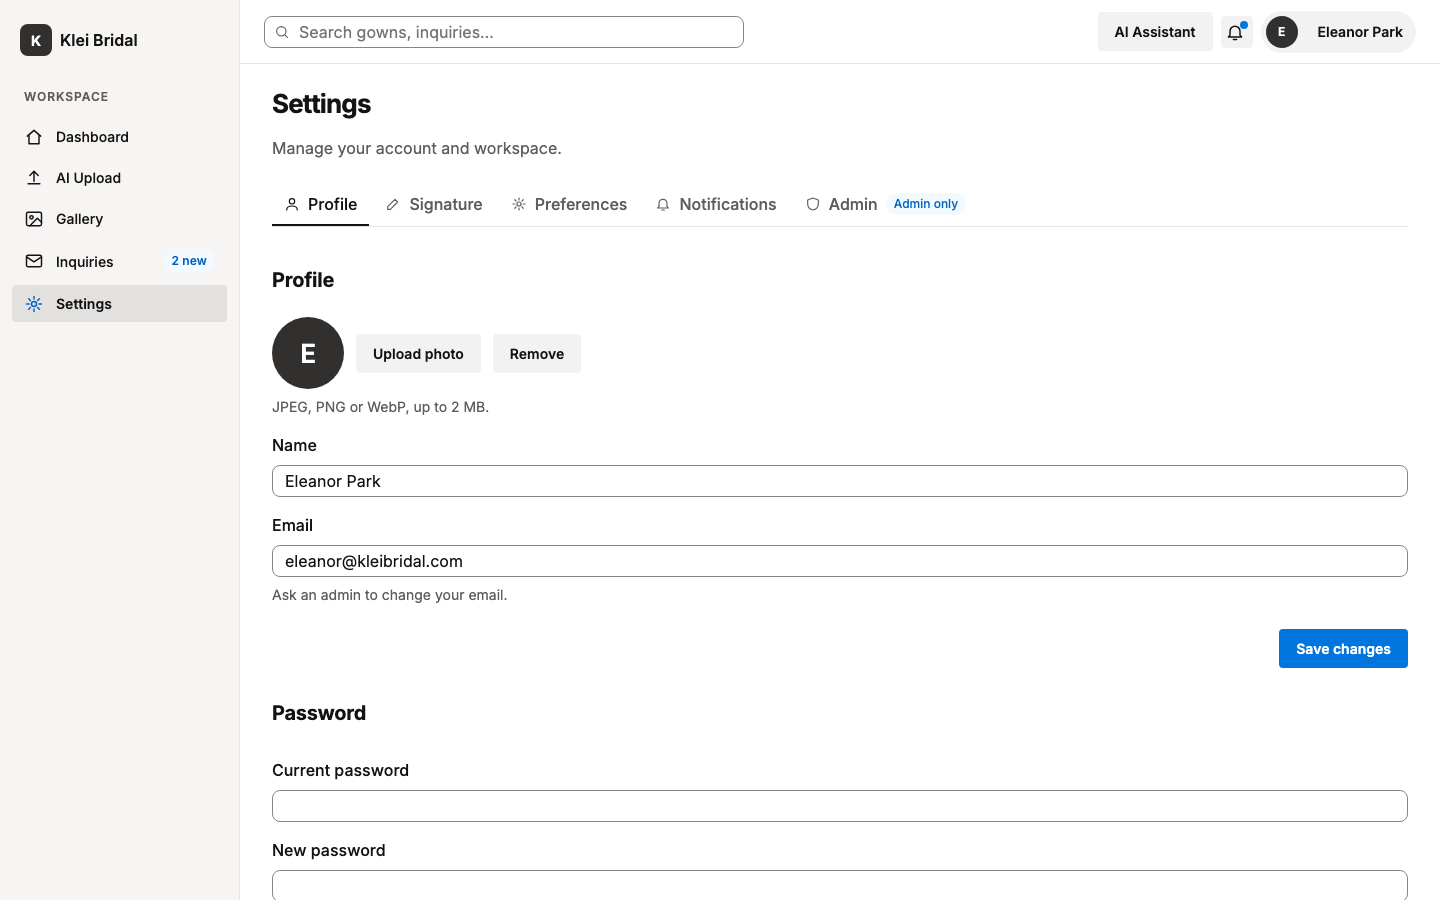 K Klei Bridal
Search gowns, inquiries...
AI Assistant
E Eleanor Park
WORKSPACE
Dashboard
AI Upload
Gallery
Inquiries 2 new
Settings
Settings
Manage your account and workspace.
Profile Signature Preferences Notifications Admin Admin only
Profile
E
Upload photo Remove
JPEG, PNG or WebP, up to 2 MB.
Name
Eleanor Park
Email
eleanor@kleibridal.com
Ask an admin to change your email.
Save changes
Password
Current password
New password